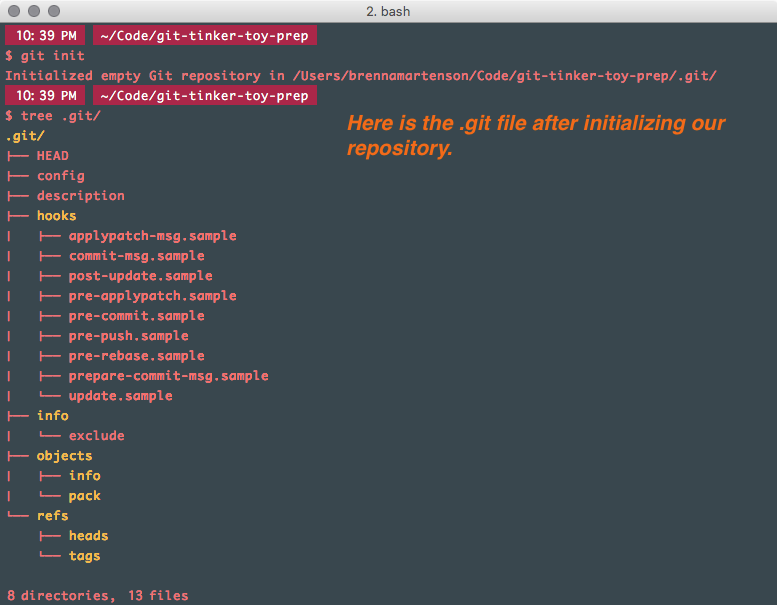 2. bash
10: 39 PM ~/Code/git-tinker-toy-prep
$ git init
Initialized empty Git repository in /Users/brennamartenson/Code/git-tinker-toy-prep/.git/
10: 39 PM ~/Code/git-tinker-toy-prep
$ tree .git/
Here is the .git file after initializing our
repository.
.git/
├── HEAD
├── config
├── description
├── hooks
|   ├── applypatch-msg.sample
|   ├── commit-msg.sample
|   ├── post-update.sample
|   ├── pre-applypatch.sample
|   ├── pre-commit.sample
|   ├── pre-push.sample
|   ├── pre-rebase.sample
|   ├── prepare-commit-msg.sample
|   └── update.sample
├── info
|   └── exclude
├── objects
|   ├── info
|   └── pack
└── refs
    ├── heads
    └── tags
8 directories, 13 files